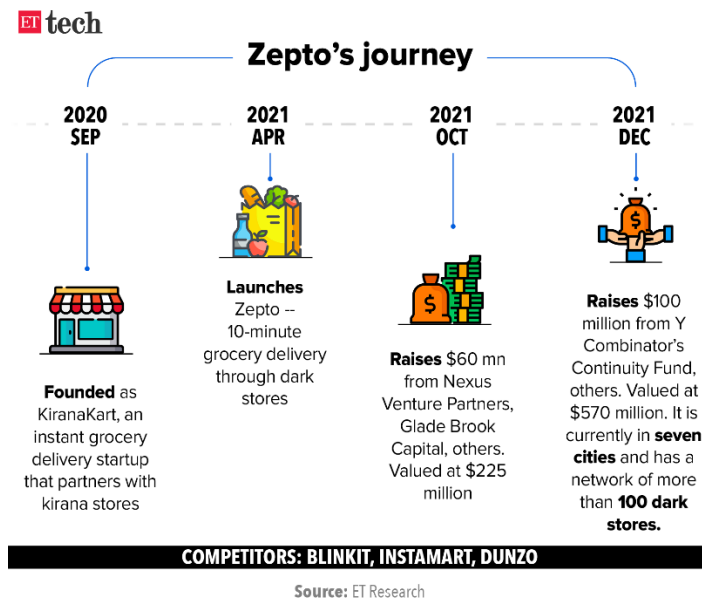 ET tech
Zepto's journey
2020
SEP
2021
APR
2021
OCT
2021
DEC
Founded as
KiranaKart, an
instant grocery
delivery startup
that partners with
kirana stores
Launches
Zepto --
10-minute
grocery delivery
through dark
stores
$
Raises $60 mn
from Nexus
Venture Partners,
Glade Brook
Capital, others.
Valued at $225
million
$
Raises $100
million from Y
Combinator's
Continuity Fund,
others. Valued at
$570 million. It is
currently in seven
cities and has a
network of more
than 100 dark
stores.
COMPETITORS: BLINKIT, INSTAMART, DUNZO
Source: ET Research